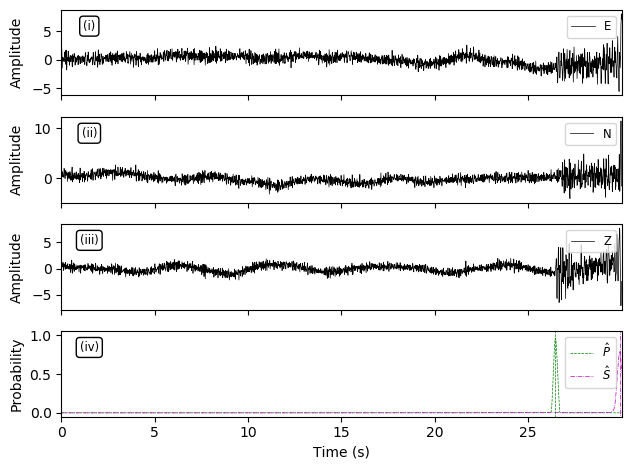 (i)
E
Amplitude
5
0
−5
(ii)
N
Amplitude
10
0
(iii)
Z
Amplitude
5
0
−5
(iv)
P̂
Ŝ
Probability
1.0
0.5
0.0
0 5 10 15 20 25
Time (s)